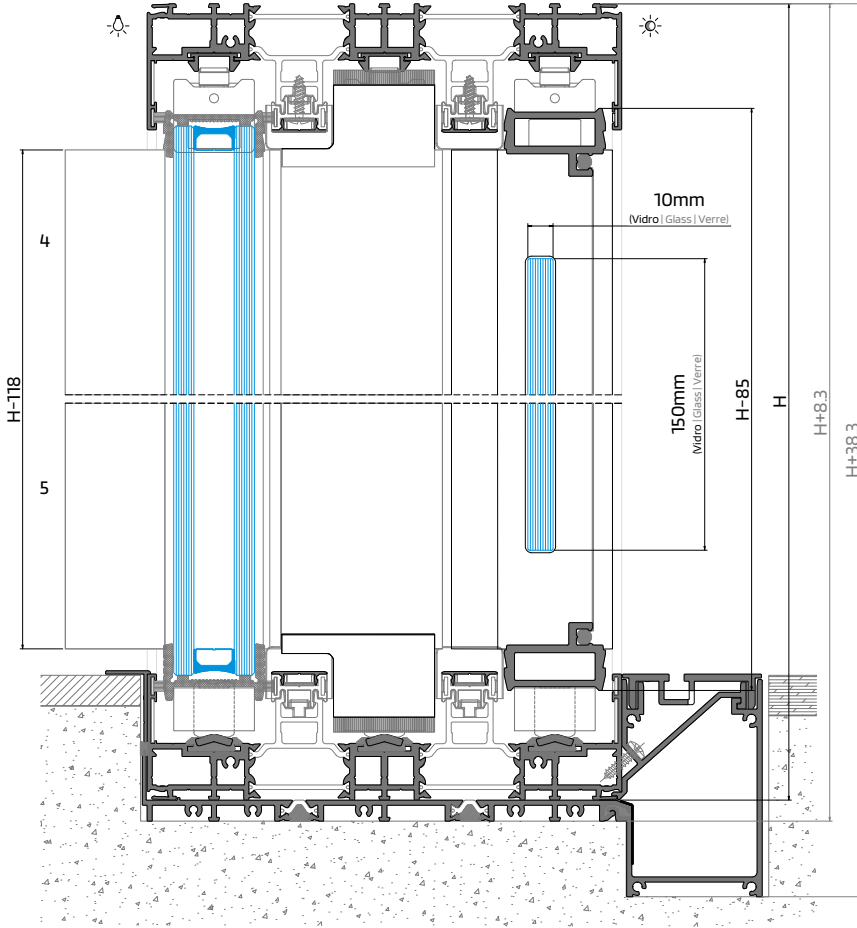 10mm
(Vidro | Glass | Verre)
4
H-118
5
150mm
(Vidro | Glass | Verre)
H-85
H
H+8.3
H+38.3